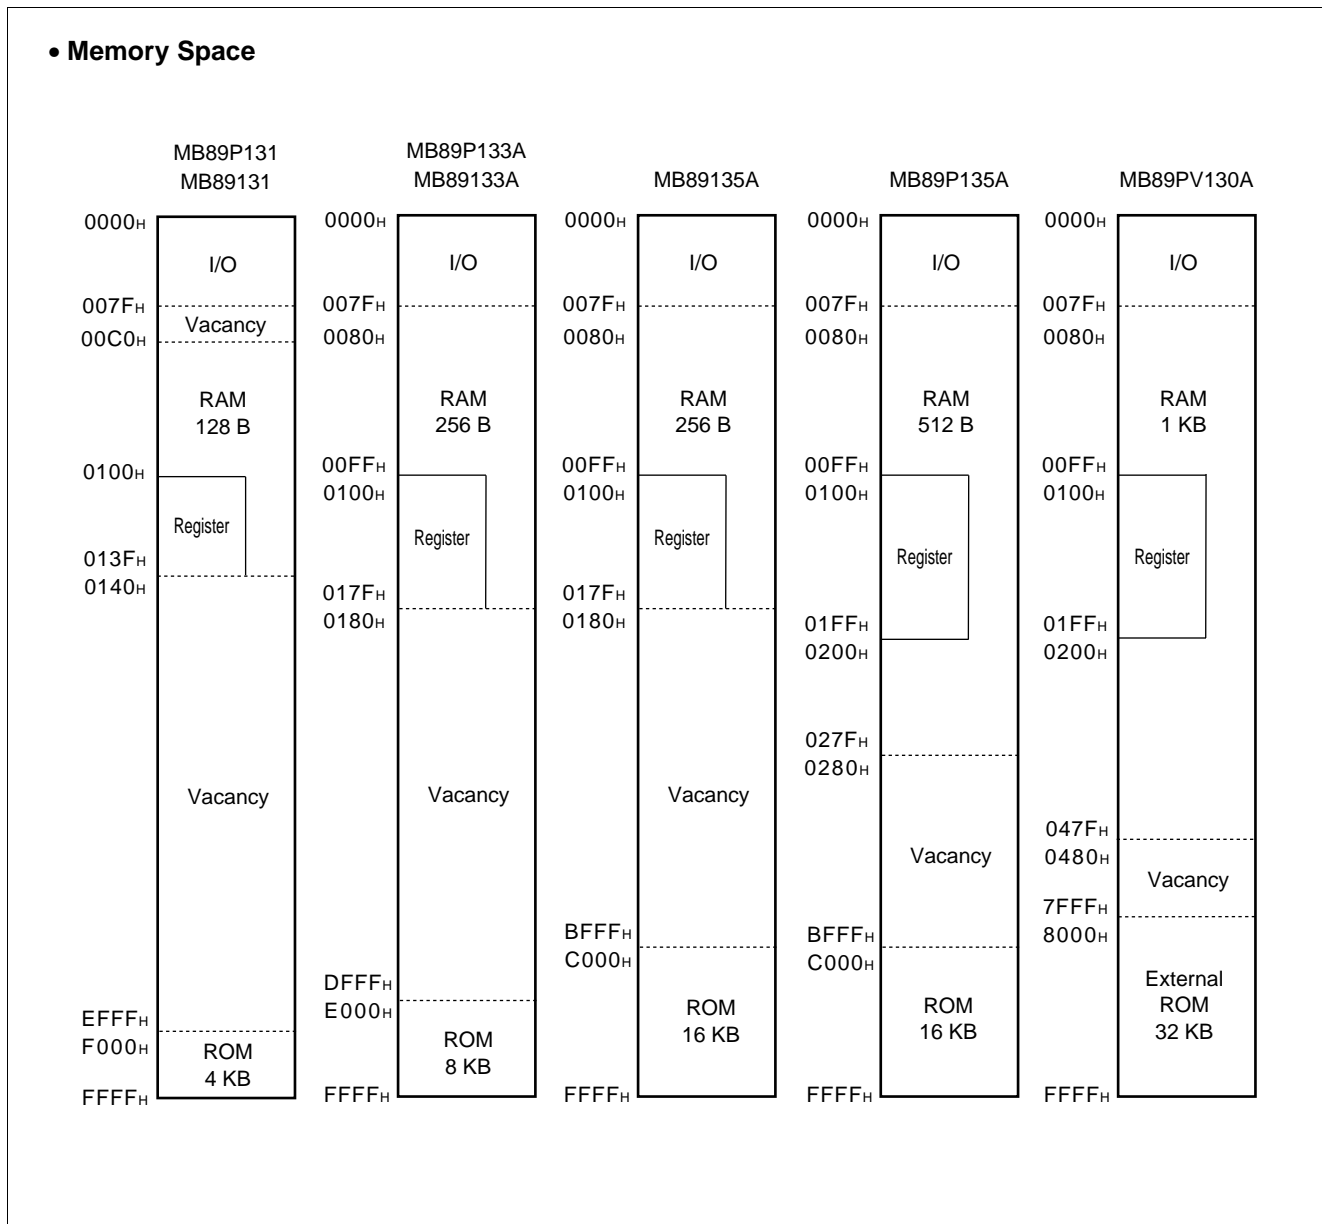 • Memory Space
MB89P131
MB89131
0000H
I/O
007FH
Vacancy
00C0H
RAM
128 B
0100H
Register
013FH
0140H
Vacancy
EFFFH
F000H
ROM
4 KB
FFFFH
MB89P133A
MB89133A
0000H
I/O
007FH
0080H
RAM
256 B
00FFH
0100H
Register
017FH
0180H
Vacancy
DFFFH
E000H
ROM
8 KB
FFFFH
MB89135A
0000H
I/O
007FH
0080H
RAM
256 B
00FFH
0100H
Register
017FH
0180H
Vacancy
BFFFH
C000H
ROM
16 KB
FFFFH
MB89P135A
0000H
I/O
007FH
0080H
RAM
512 B
00FFH
0100H
Register
01FFH
0200H
027FH
0280H
Vacancy
BFFFH
C000H
ROM
16 KB
FFFFH
MB89PV130A
0000H
I/O
007FH
0080H
RAM
1 KB
00FFH
0100H
Register
01FFH
0200H
047FH
0480H
Vacancy
7FFFH
8000H
External
ROM
32 KB
FFFFH